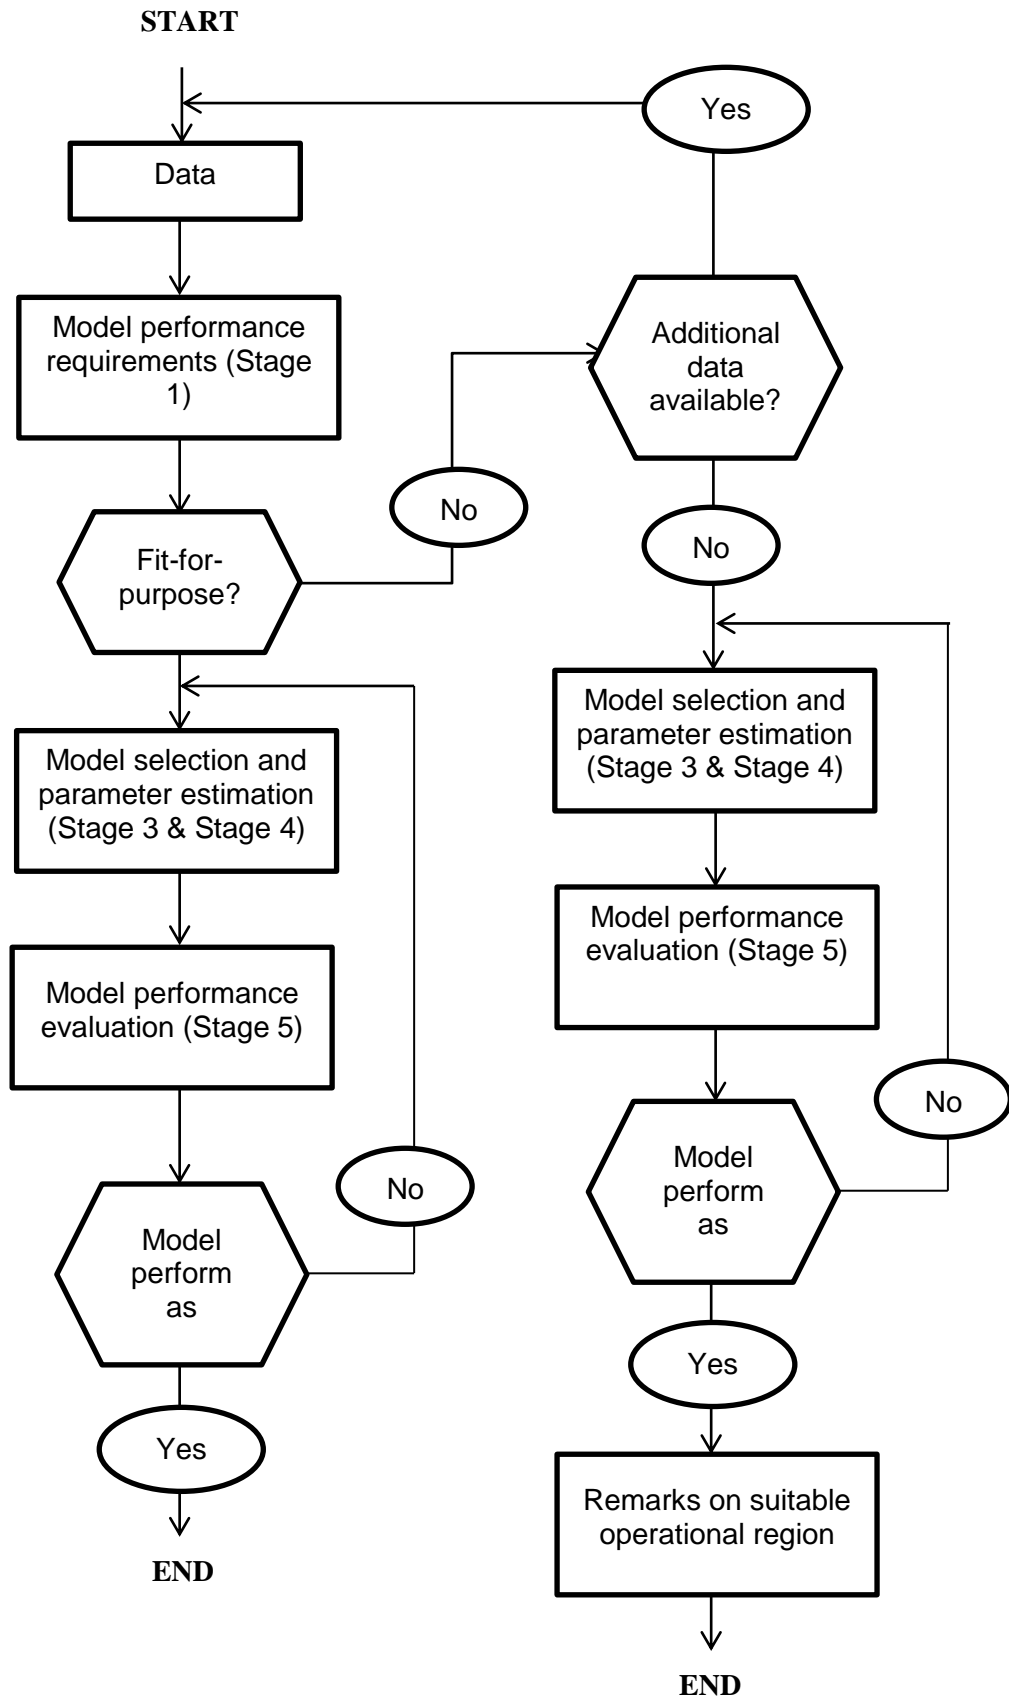 START
Data
Model performance
requirements (Stage
1)
Fit-for-
purpose?
No
Model selection and
parameter estimation
(Stage 3 & Stage 4)
Model performance
evaluation (Stage 5)
Model
perform
as
No
Yes
END
Yes
Additional
data
available?
No
Model selection and
parameter estimation
(Stage 3 & Stage 4)
Model performance
evaluation (Stage 5)
Model
perform
as
No
Yes
Remarks on suitable
operational region
END